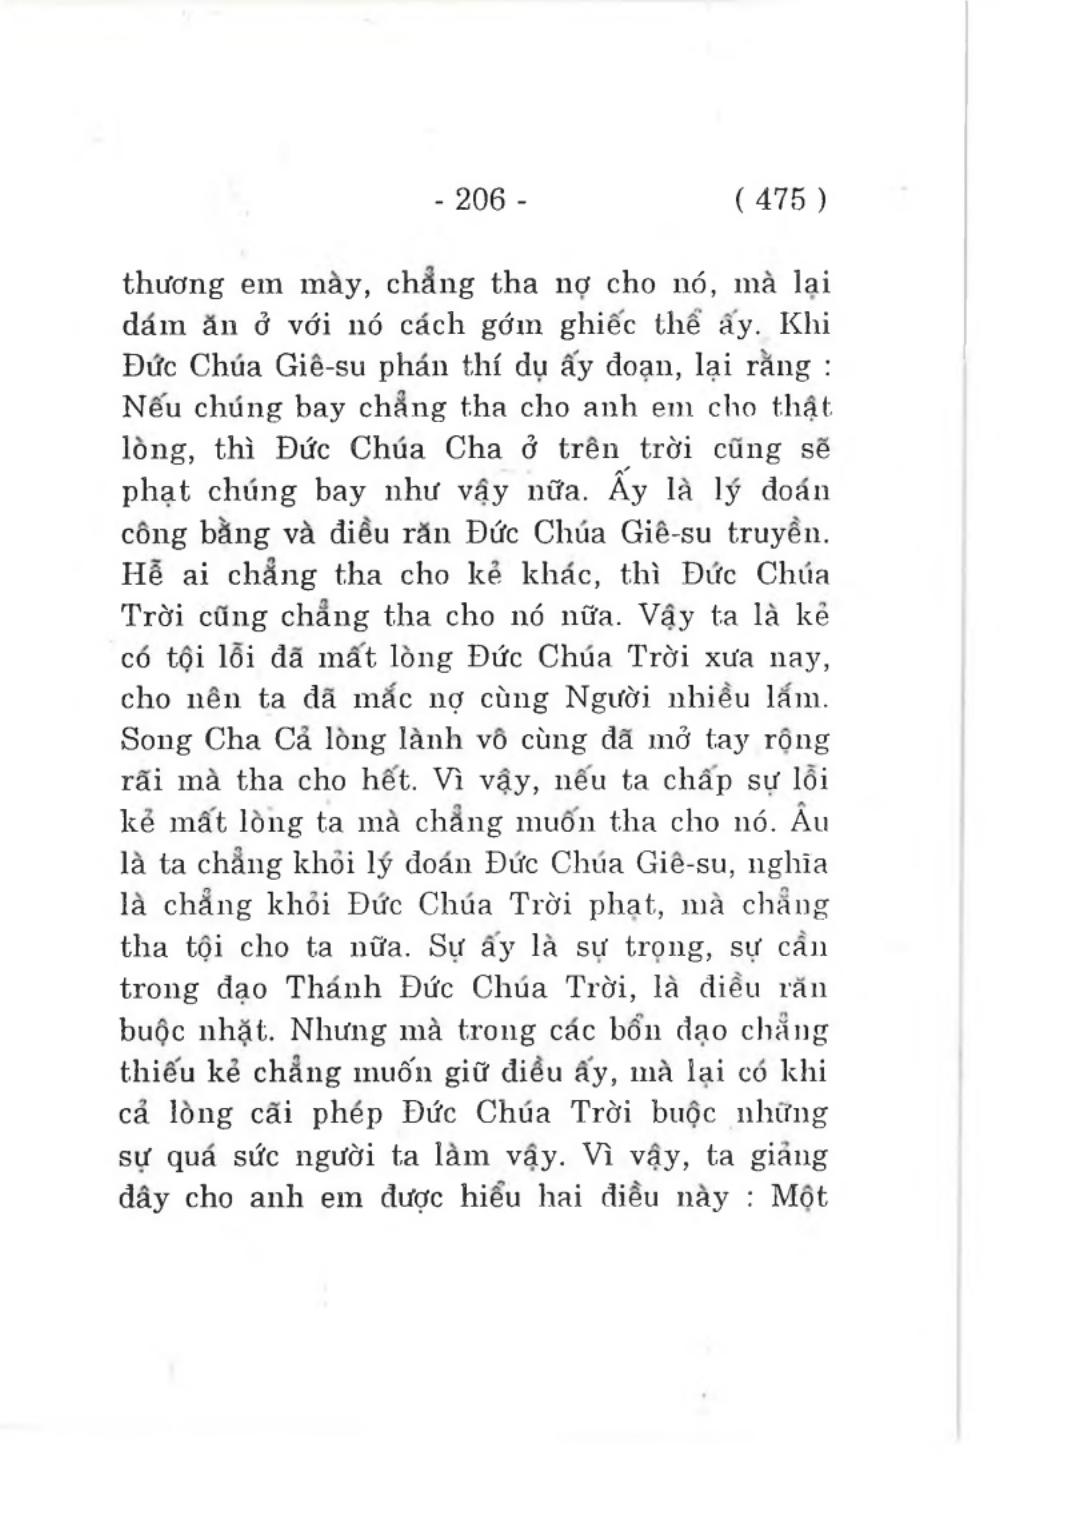 - 206 - ( 475 )
thương em mày, chẳng tha nợ cho nó, mà lại
dám ăn ở với nó cách gớm ghiếc thể ấy. Khi
Đức Chúa Giê-su phán thí dụ ấy đoạn, lại rằng :
Nếu chúng bay chẳng tha cho anh em cho thật
lòng, thì Đức Chúa Cha ở trên trời cũng sẽ
phạt chúng bay như vậy nữa. Ấy là lý đoán
công bằng và điều răn Đức Chúa Giê-su truyền.
Hễ ai chẳng tha cho kẻ khác, thì Đức Chúa
Trời cũng chẳng tha cho nó nữa. Vậy ta là kẻ
có tội lỗi đã mất lòng Đức Chúa Trời xưa nay,
cho nên ta đã mắc nợ cùng Người nhiều lắm.
Song Cha Cả lòng lành vô cùng đã mở tay rộng
rãi mà tha cho hết. Vì vậy, nếu ta chấp sự lỗi
kẻ mất lòng ta mà chẳng muốn tha cho nó. Âu
là ta chẳng khỏi lý đoán Đức Chúa Giê-su, nghĩa
là chẳng khỏi Đức Chúa Trời phạt, mà chẳng
tha tội cho ta nữa. Sự ấy là sự trọng, sự cần
trong đạo Thánh Đức Chúa Trời, là điều răn
buộc nhặt. Nhưng mà trong các bổn đạo chẳng
thiếu kẻ chẳng muốn giữ điều ấy, mà lại có khi
cả lòng cãi phép Đức Chúa Trời buộc những
sự quá sức người ta làm vậy. Vì vậy, ta giảng
đây cho anh em được hiểu hai điều này : Một